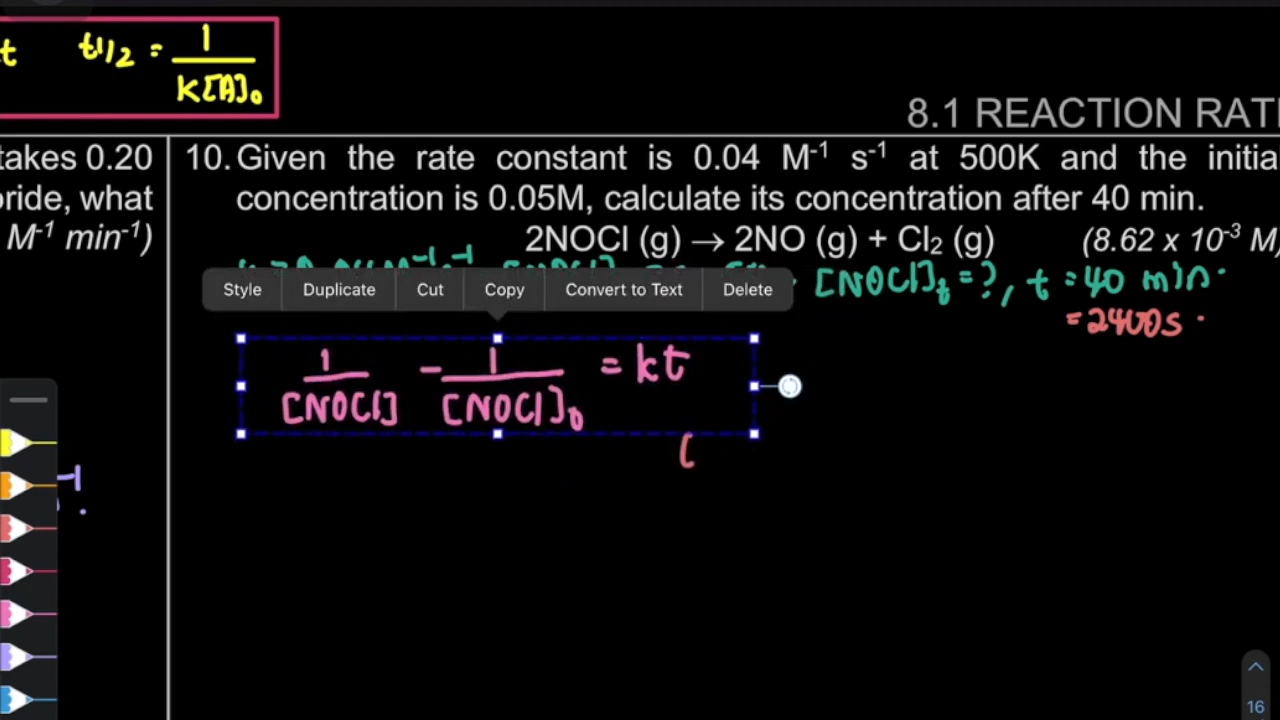 t t1/2 = 1/K[A]₀
8.1 REACTION RAT
takes 0.20
oride, what
M⁻¹ min⁻¹)
10. Given the rate constant is 0.04 M⁻¹ s⁻¹ at 500K and the initia
concentration is 0.05M, calculate its concentration after 40 min.
2NOCl (g) → 2NO (g) + Cl₂ (g) (8.62 x 10⁻³ M
[NOCl]t = ?, t = 40 min.
= 2400s.
Style Duplicate Cut Copy Convert to Text Delete
1/[NOCl] - 1/[NOCl]₀ = kt
(
-1
16